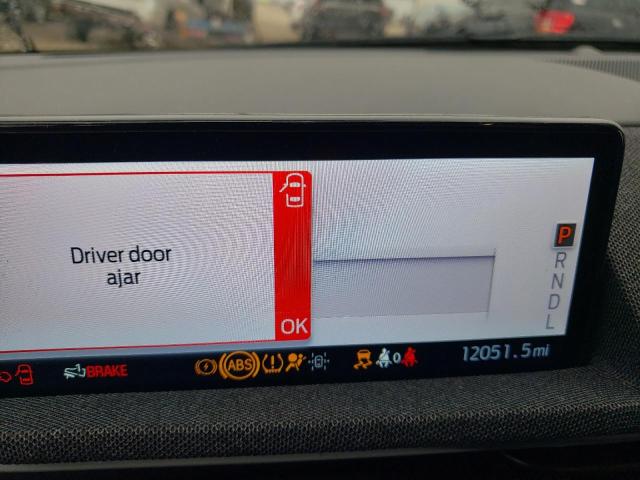 Driver door
ajar
OK
P
R
N
D
L
BRAKE
ABS
0
12051.5 mi